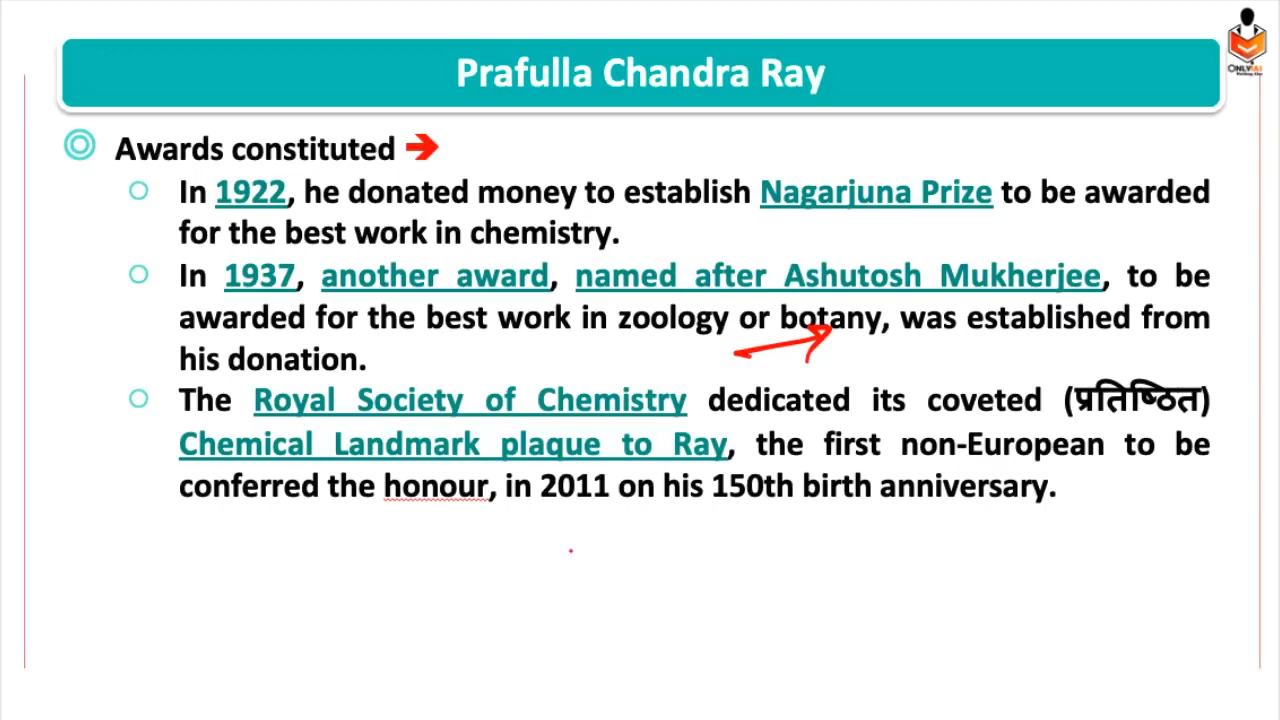 Prafulla Chandra Ray
ONLYIAS
Awards constituted
In 1922, he donated money to establish Nagarjuna Prize to be awarded
for the best work in chemistry.
In 1937, another award, named after Ashutosh Mukherjee, to be
awarded for the best work in zoology or botany, was established from
his donation.
The Royal Society of Chemistry dedicated its coveted (प्रतिष्ठित)
Chemical Landmark plaque to Ray, the first non-European to be
conferred the honour, in 2011 on his 150th birth anniversary.